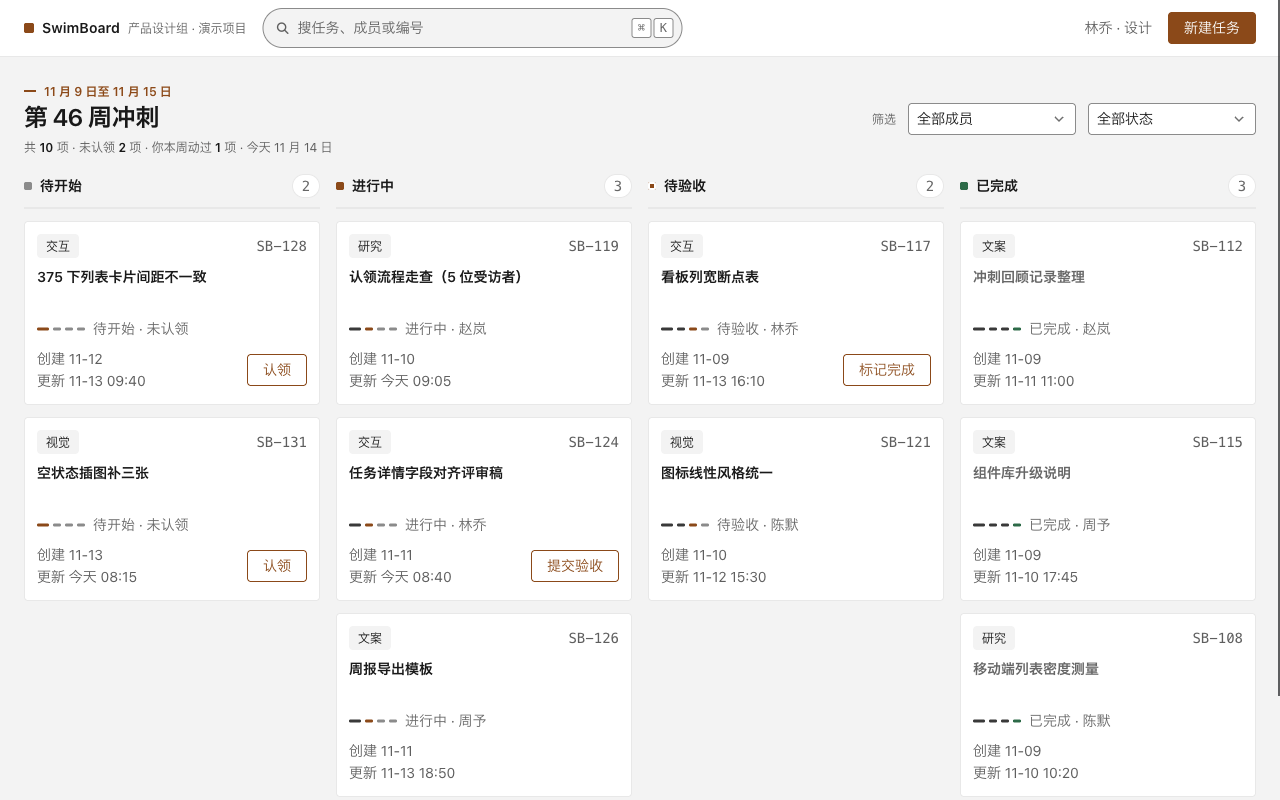 SwimBoard 产品设计组 · 演示项目
搜任务、成员或编号
⌘ K
林乔 · 设计
新建任务
11 月 9 日至 11 月 15 日
第 46 周冲刺
共 10 项 · 未认领 2 项 · 你本周动过 1 项 · 今天 11 月 14 日
筛选
全部成员
全部状态
待开始 2
交互 SB-128
375 下列表卡片间距不一致
待开始 · 未认领
创建 11-12
更新 11-13 09:40
认领
视觉 SB-131
空状态插图补三张
待开始 · 未认领
创建 11-13
更新 今天 08:15
认领
进行中 3
研究 SB-119
认领流程走查（5 位受访者）
进行中 · 赵岚
创建 11-10
更新 今天 09:05
交互 SB-124
任务详情字段对齐评审稿
进行中 · 林乔
创建 11-11
更新 今天 08:40
提交验收
文案 SB-126
周报导出模板
进行中 · 周予
创建 11-11
更新 11-13 18:50
待验收 2
交互 SB-117
看板列宽断点表
待验收 · 林乔
创建 11-09
更新 11-13 16:10
标记完成
视觉 SB-121
图标线性风格统一
待验收 · 陈默
创建 11-10
更新 11-12 15:30
已完成 3
文案 SB-112
冲刺回顾记录整理
已完成 · 赵岚
创建 11-09
更新 11-11 11:00
文案 SB-115
组件库升级说明
已完成 · 周予
创建 11-09
更新 11-10 17:45
研究 SB-108
移动端列表密度测量
已完成 · 陈默
创建 11-09
更新 11-10 10:20